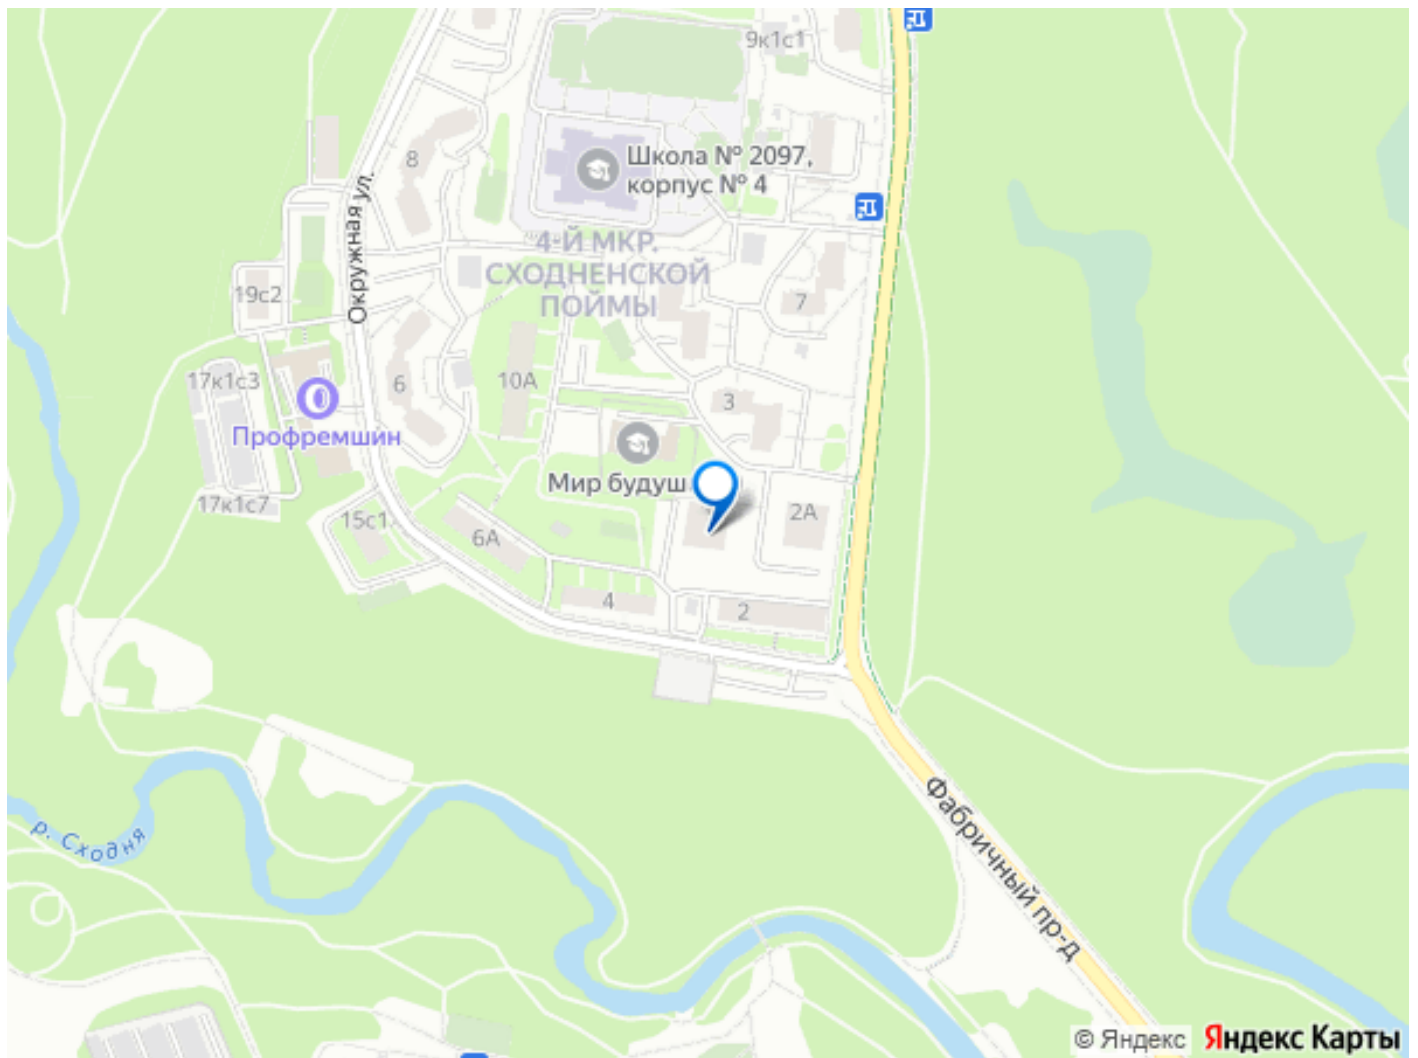 9к1с1
Школа № 2097,
корпус № 4
8
Окружная ул.
4-Й МКР.
СХОДНЕНСКОЙ
ПОЙМЫ
19с2
7
17к1с3
6
10А
3
Профремшин
Мир будущ
17к1с7
15с1
6А
2А
4
2
р. Сходня
Фабричный пр-д
© Яндекс
Яндекс Карты